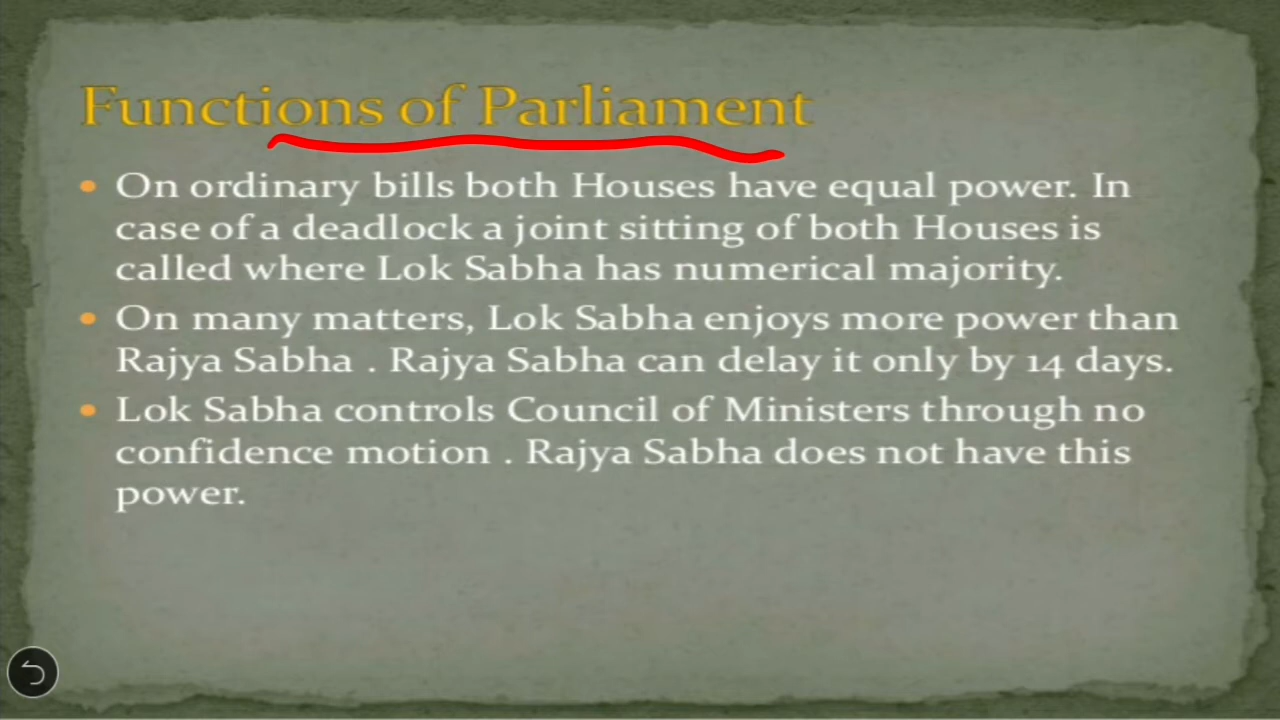 Functions of Parliament
• On ordinary bills both Houses have equal power. In
case of a deadlock a joint sitting of both Houses is
called where Lok Sabha has numerical majority.
• On many matters, Lok Sabha enjoys more power than
Rajya Sabha . Rajya Sabha can delay it only by 14 days.
• Lok Sabha controls Council of Ministers through no
confidence motion . Rajya Sabha does not have this
power.